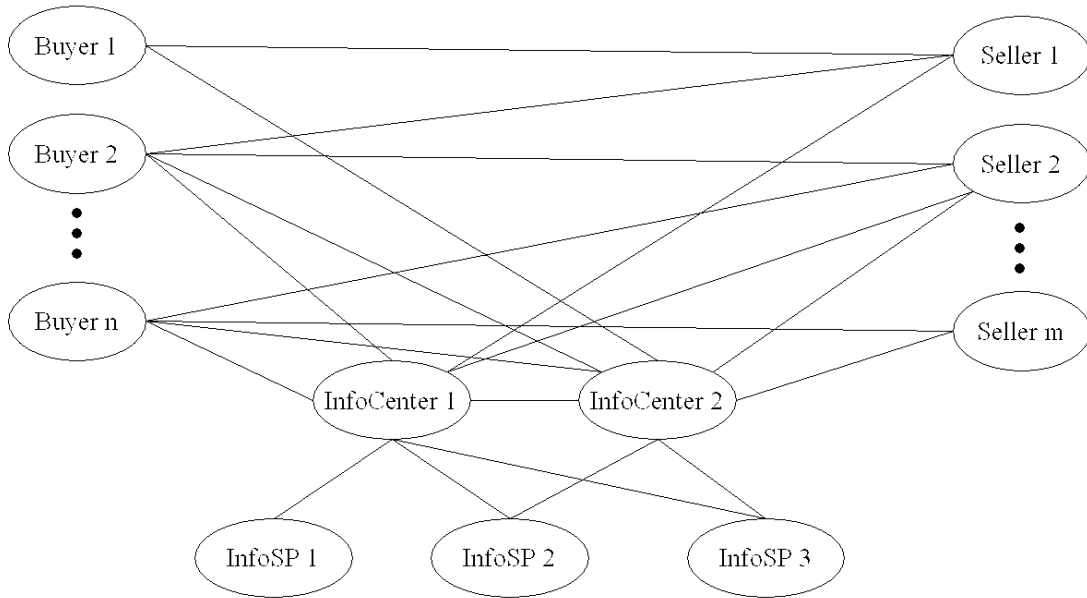 Buyer 1
Seller 1
Buyer 2
Seller 2
Buyer n
Seller m
InfoCenter 1
InfoCenter 2
InfoSP 1
InfoSP 2
InfoSP 3